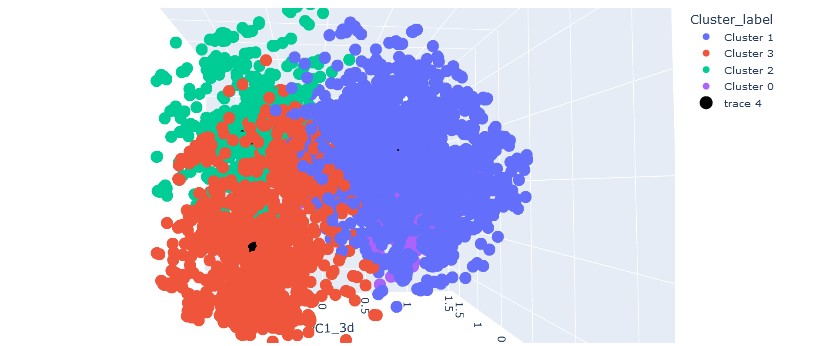 Cluster_label
Cluster 1
Cluster 3
Cluster 2
Cluster 0
trace 4
0
0.5
1
1.5
1.5
1
0
C1_3d